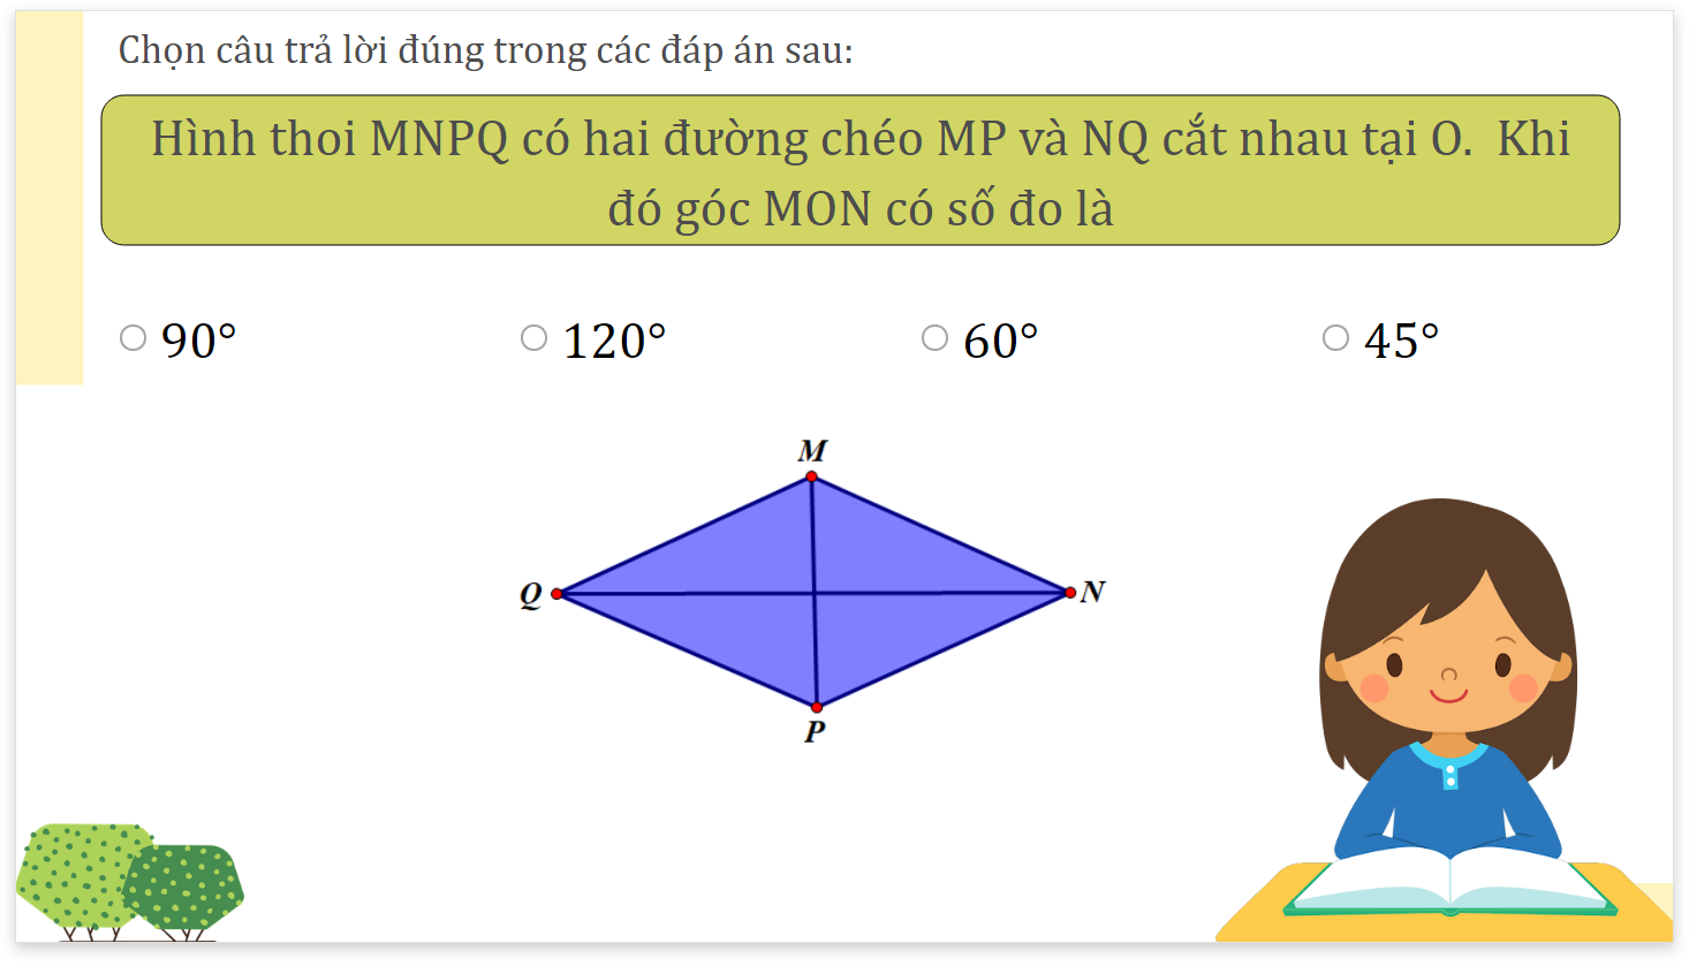 Chọn câu trả lời đúng trong các đáp án sau:
Hình thoi MNPQ có hai đường chéo MP và NQ cắt nhau tại O. Khi
đó góc MON có số đo là
90° 120° 60° 45°
M
Q N
P